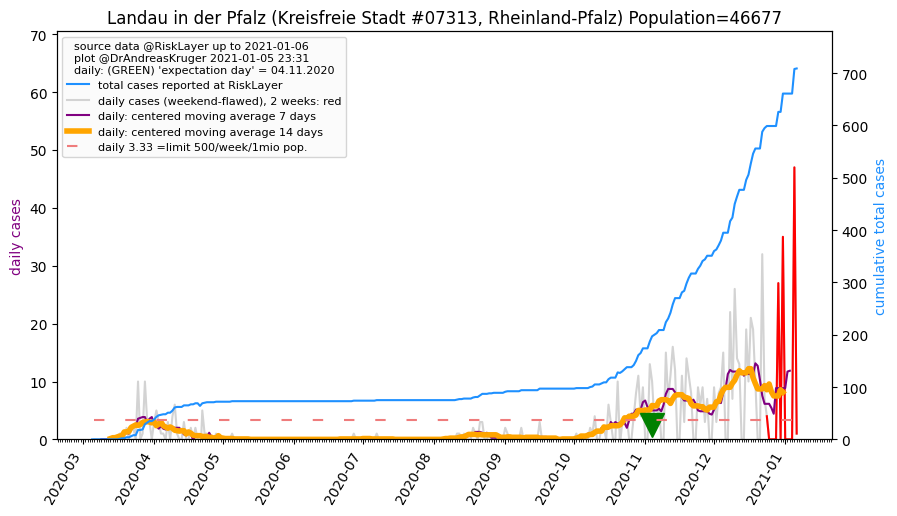 Landau in der Pfalz (Kreisfreie Stadt #07313, Rheinland-Pfalz) Population=46677
source data @RiskLayer up to 2021-01-06
plot @DrAndreasKruger 2021-01-05 23:31
daily: (GREEN) 'expectation day' = 04.11.2020
total cases reported at RiskLayer
daily cases (weekend-flawed), 2 weeks: red
daily: centered moving average 7 days
daily: centered moving average 14 days
daily 3.33 =limit 500/week/1mio pop.
daily cases
70
60
50
40
30
20
10
0
cumulative total cases
700
600
500
400
300
200
100
0
2020-03
2020-04
2020-05
2020-06
2020-07
2020-08
2020-09
2020-10
2020-11
2020-12
2021-01